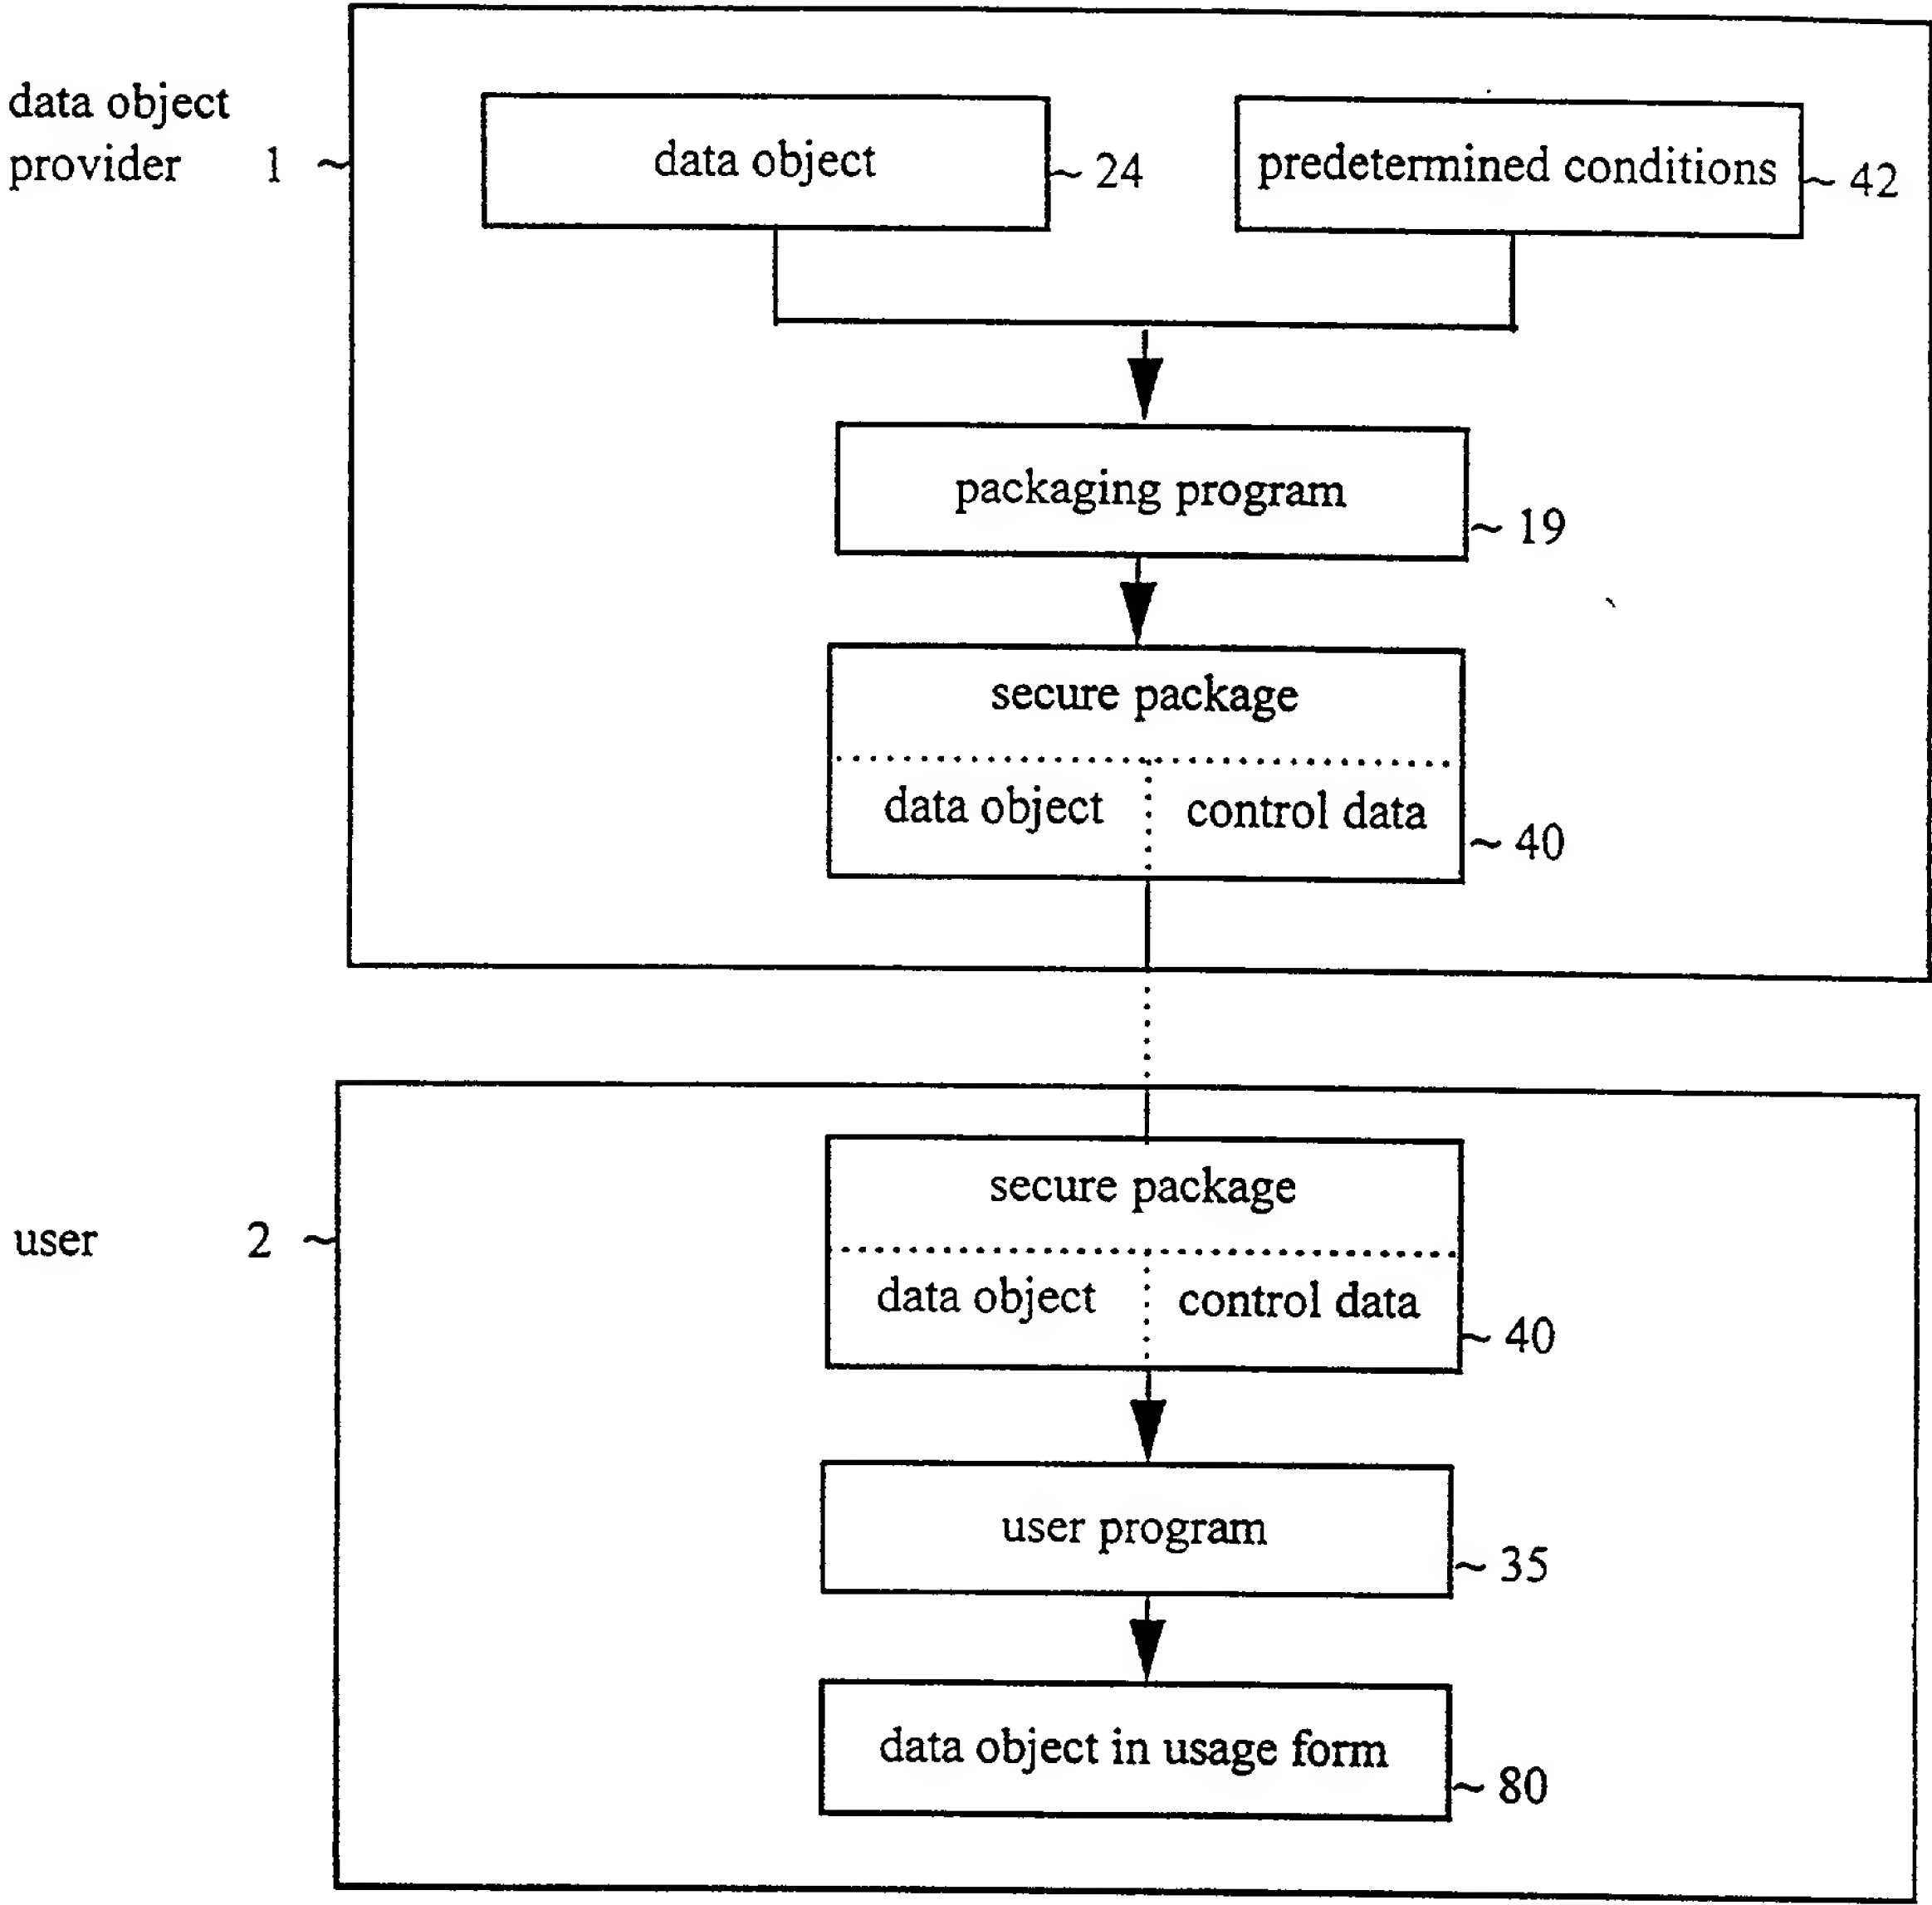 data object
provider 1
data object
24
predetermined conditions
42
packaging program
19
secure package
data object control data
40
user 2
secure package
data object control data
40
user program
35
data object in usage form
80